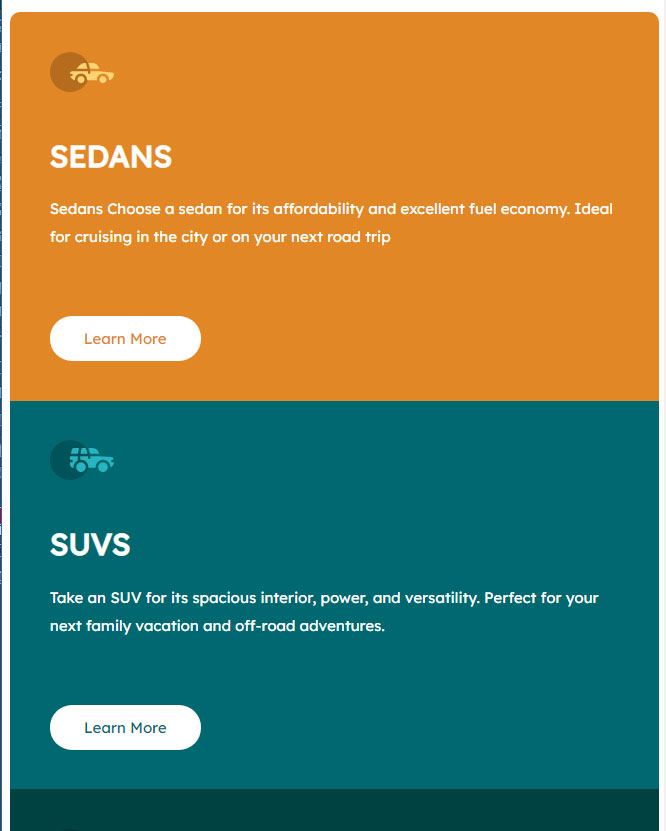 SEDANS
Sedans Choose a sedan for its affordability and excellent fuel economy. Ideal
for cruising in the city or on your next road trip
Learn More
SUVS
Take an SUV for its spacious interior, power, and versatility. Perfect for your
next family vacation and off-road adventures.
Learn More